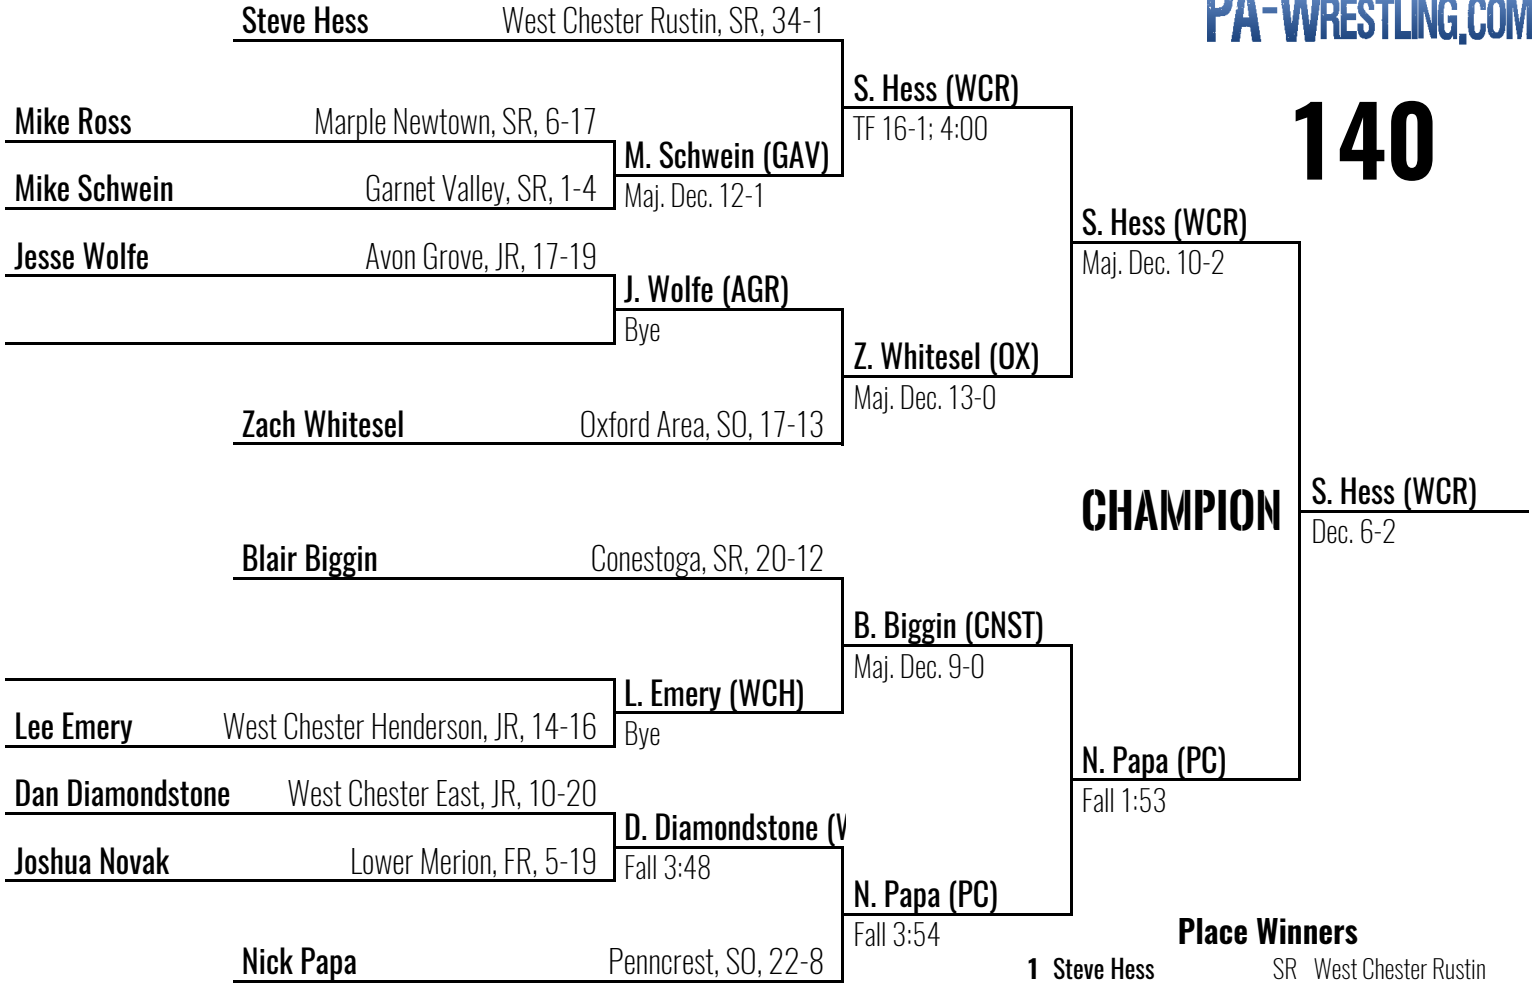 PA-WRESTLING.COM
140
Steve Hess West Chester Rustin, SR, 34-1
S. Hess (WCR)
TF 16-1; 4:00
Mike Ross Marple Newtown, SR, 6-17
M. Schwein (GAV)
Maj. Dec. 12-1
Mike Schwein Garnet Valley, SR, 1-4
S. Hess (WCR)
Maj. Dec. 10-2
Jesse Wolfe Avon Grove, JR, 17-19
J. Wolfe (AGR)
Bye
Z. Whitesel (OX)
Maj. Dec. 13-0
Zach Whitesel Oxford Area, SO, 17-13
CHAMPION
S. Hess (WCR)
Dec. 6-2
Blair Biggin Conestoga, SR, 20-12
B. Biggin (CNST)
Maj. Dec. 9-0
L. Emery (WCH)
Bye
Lee Emery West Chester Henderson, JR, 14-16
N. Papa (PC)
Fall 1:53
Dan Diamondstone West Chester East, JR, 10-20
D. Diamondstone (
Fall 3:48
Joshua Novak Lower Merion, FR, 5-19
N. Papa (PC)
Fall 3:54
Nick Papa Penncrest, SO, 22-8
Place Winners
1 Steve Hess SR West Chester Rustin